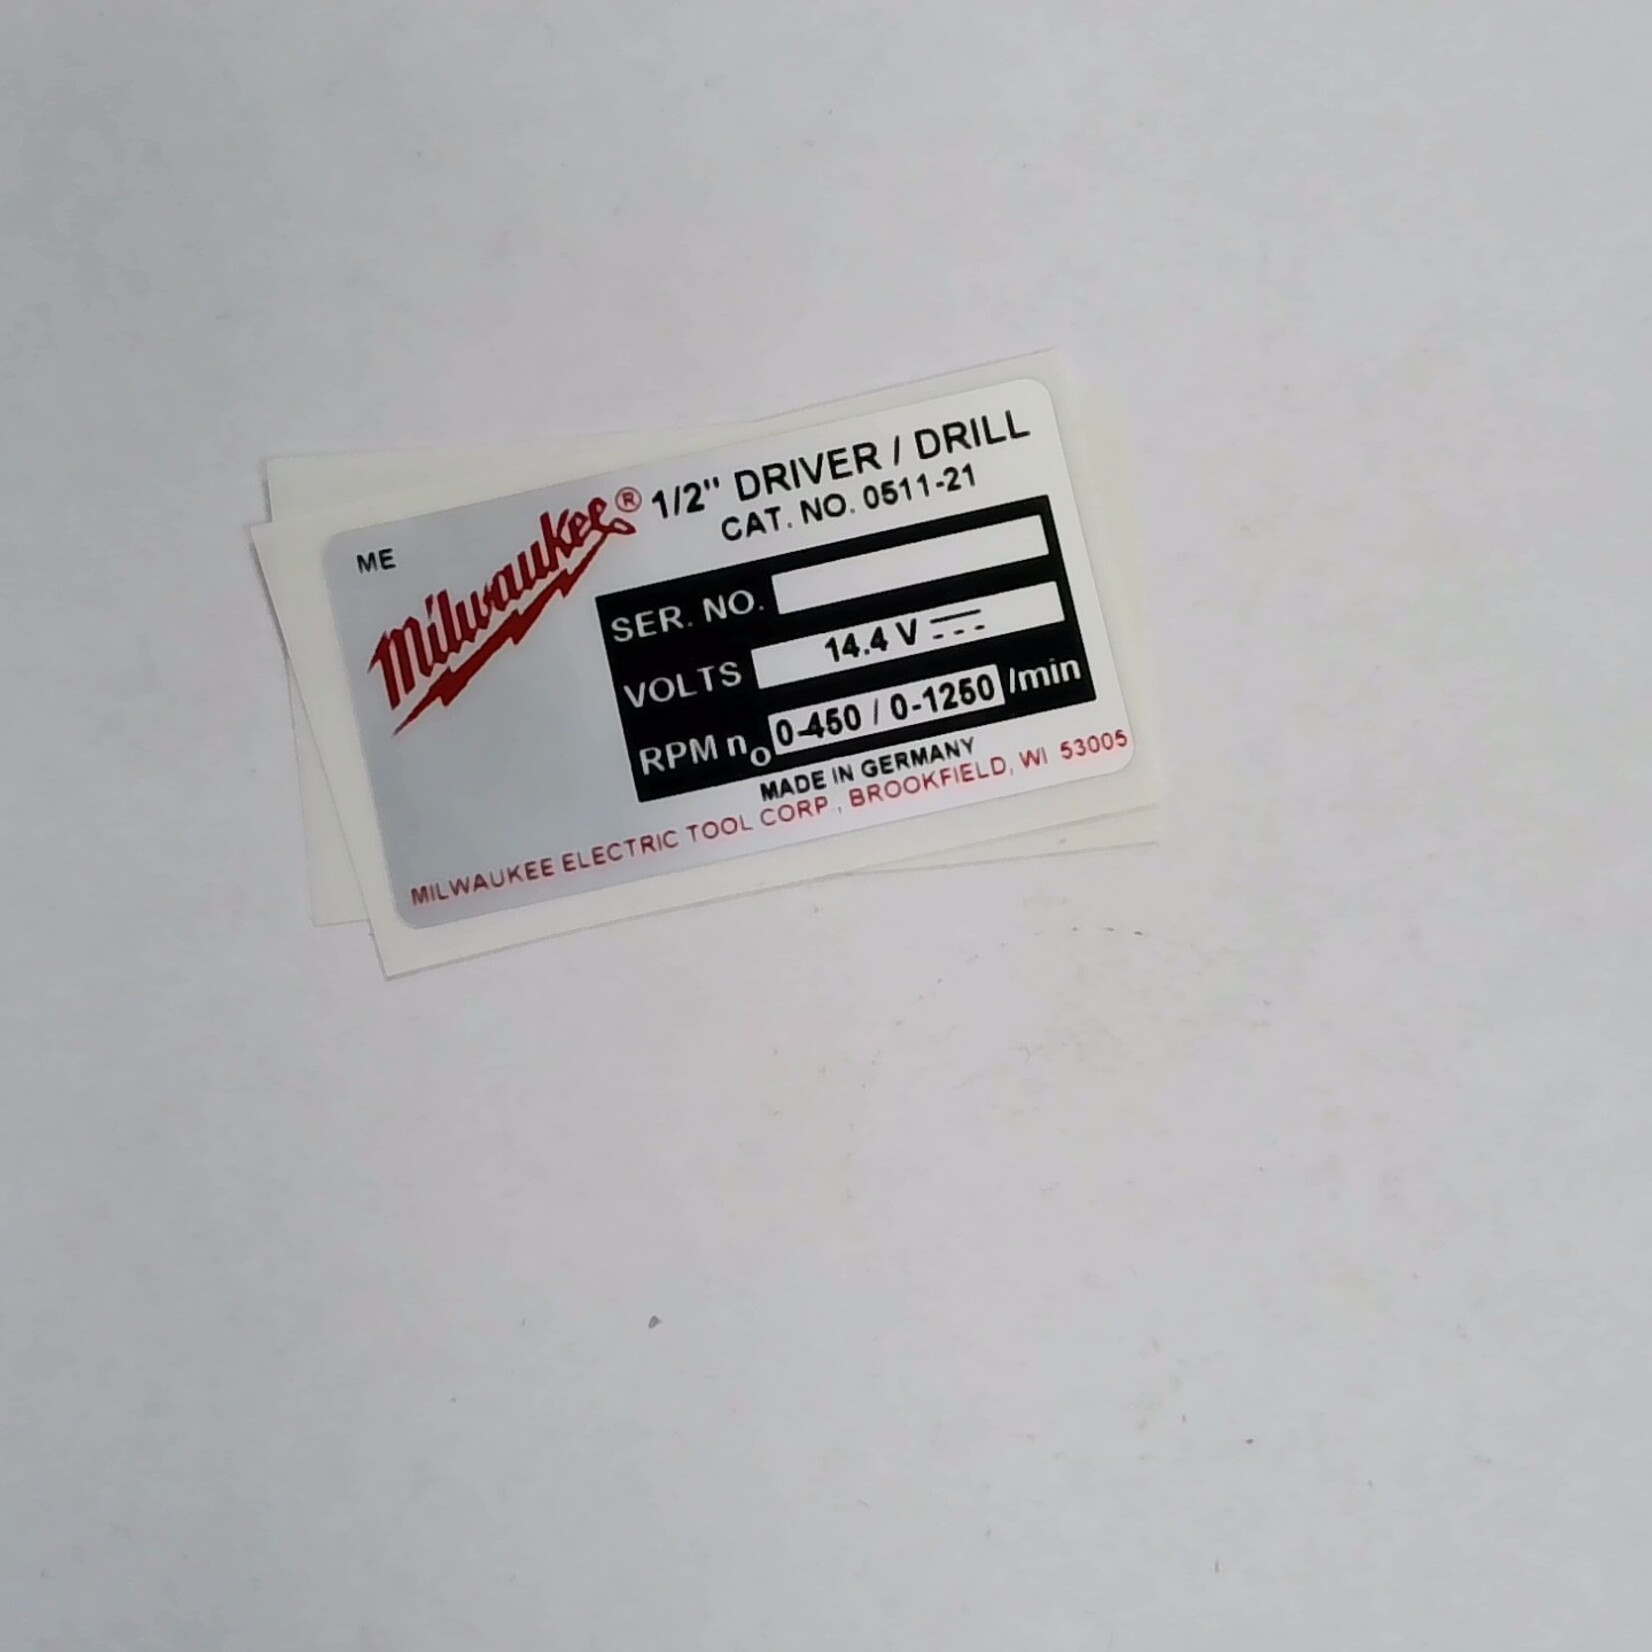 ME
Milwaukee®
1/2" DRIVER / DRILL
CAT. NO. 0511-21
SER. NO.
VOLTS 14.4 V
RPM no 0-450 / 0-1250 /min
MADE IN GERMANY
MILWAUKEE ELECTRIC TOOL CORP., BROOKFIELD, WI 53005